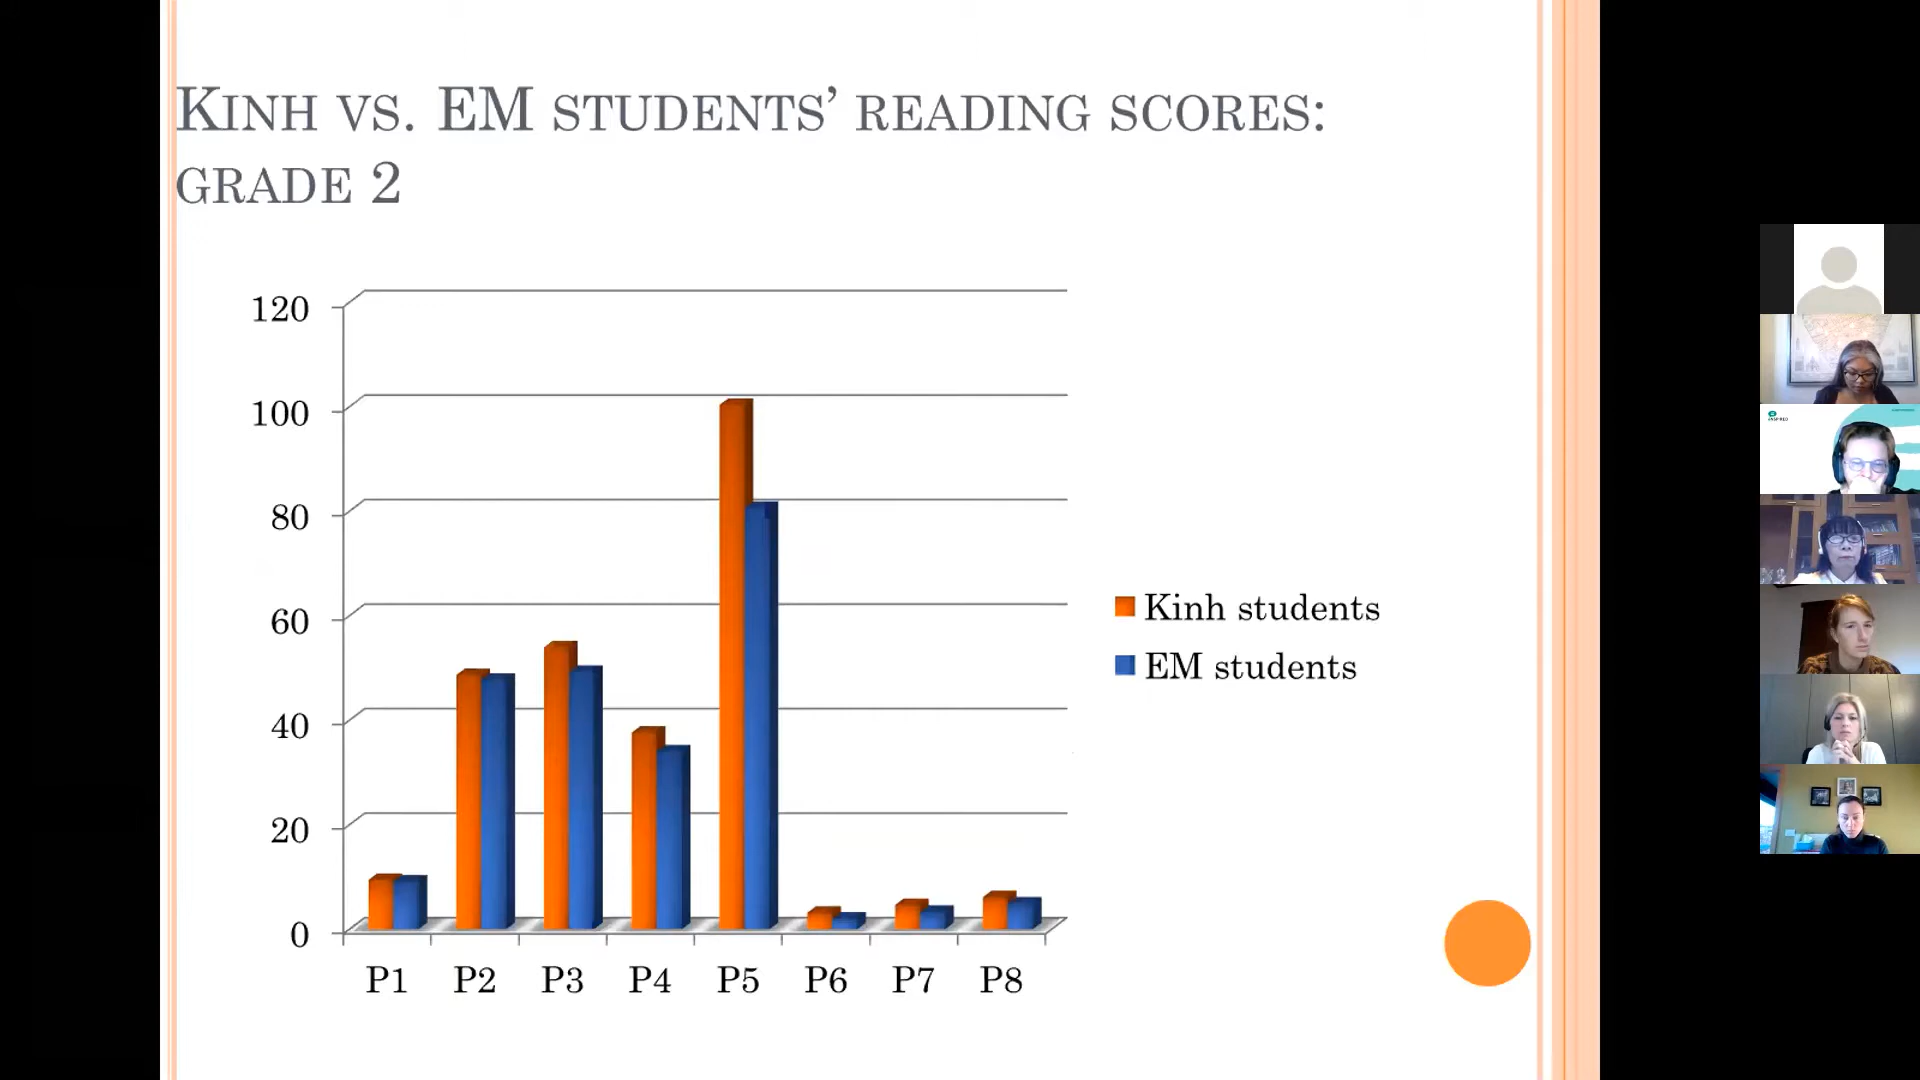 KINH VS. EM STUDENTS’ READING SCORES:
GRADE 2
120
100
80
60
40
20
0
P1 P2 P3 P4 P5 P6 P7 P8
Kinh students
EM students